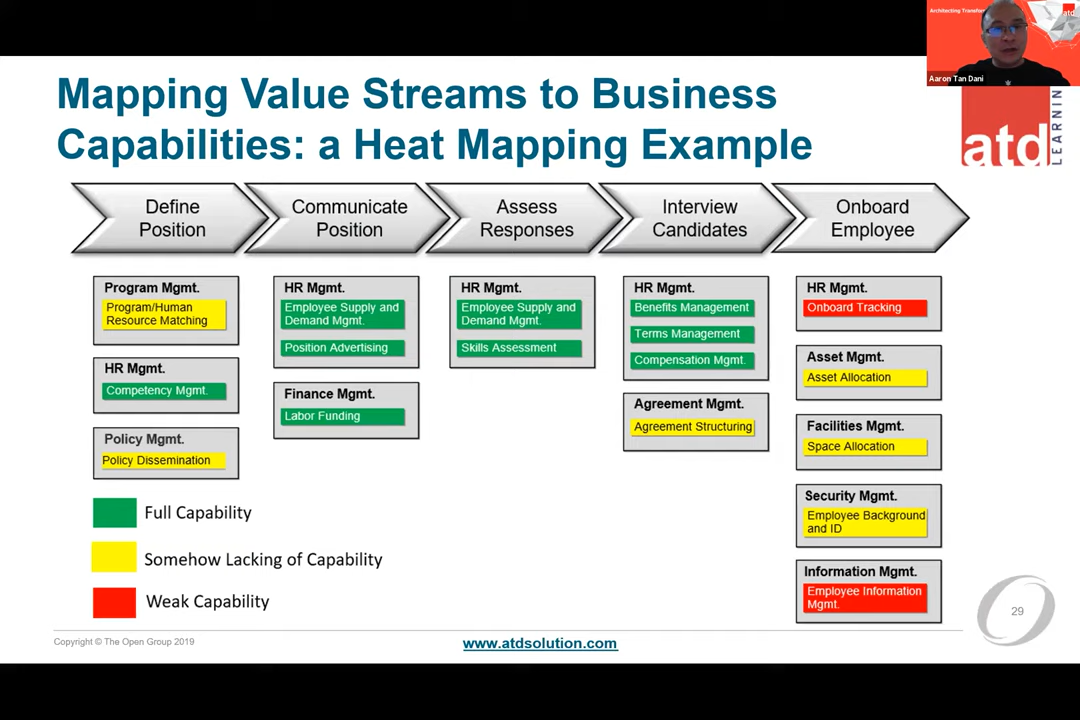 Architecting Transfor
atd
Aaron Tan Dani
Mapping Value Streams to Business
Capabilities: a Heat Mapping Example
atd
LEARNIN
Define
Position
Communicate
Position
Assess
Responses
Interview
Candidates
Onboard
Employee
Program Mgmt.
Program/Human
Resource Matching
HR Mgmt.
Competency Mgmt.
Policy Mgmt.
Policy Dissemination
HR Mgmt.
Employee Supply and
Demand Mgmt.
Position Advertising
Finance Mgmt.
Labor Funding
HR Mgmt.
Employee Supply and
Demand Mgmt.
Skills Assessment
HR Mgmt.
Benefits Management
Terms Management
Compensation Mgmt.
Agreement Mgmt.
Agreement Structuring
HR Mgmt.
Onboard Tracking
Asset Mgmt.
Asset Allocation
Facilities Mgmt.
Space Allocation
Security Mgmt.
Employee Background
and ID
Information Mgmt.
Employee Information
Mgmt.
Full Capability
Somehow Lacking of Capability
Weak Capability
29
Copyright © The Open Group 2019
www.atdsolution.com